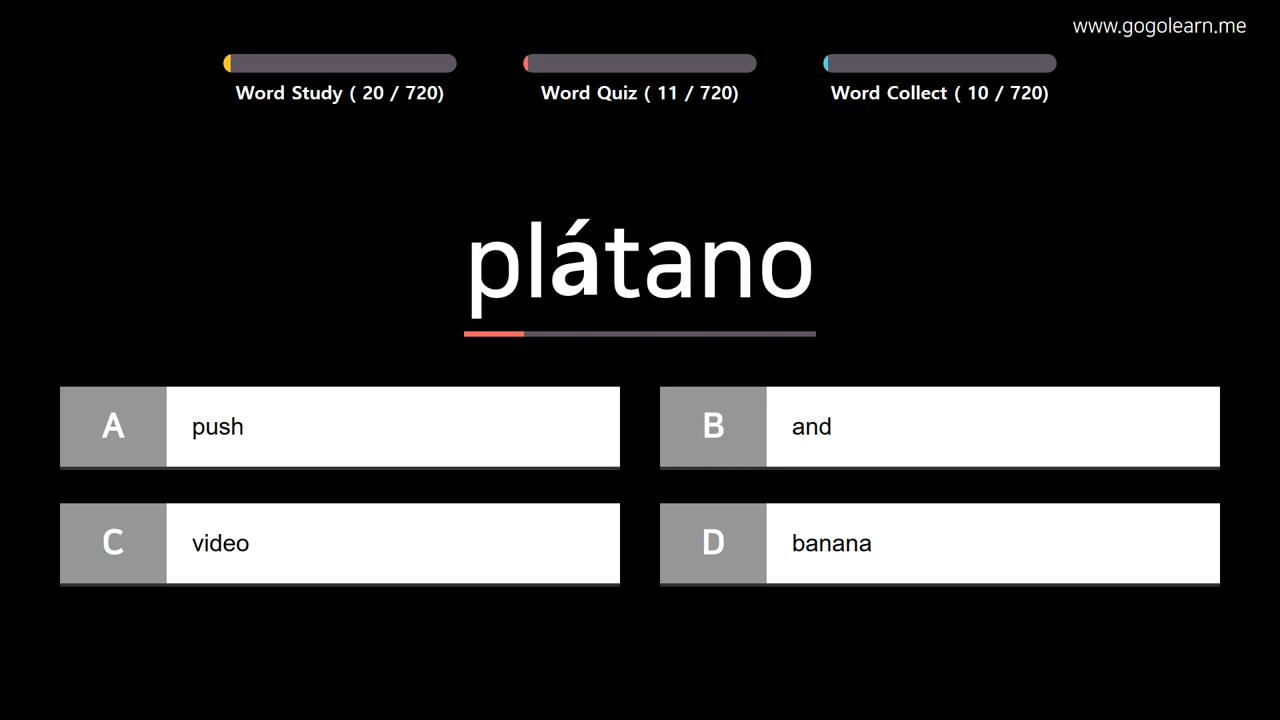 www.gogolearn.me
Word Study ( 20 / 720)
Word Quiz ( 11 / 720)
Word Collect ( 10 / 720)
plátano
A push
B and
C video
D banana